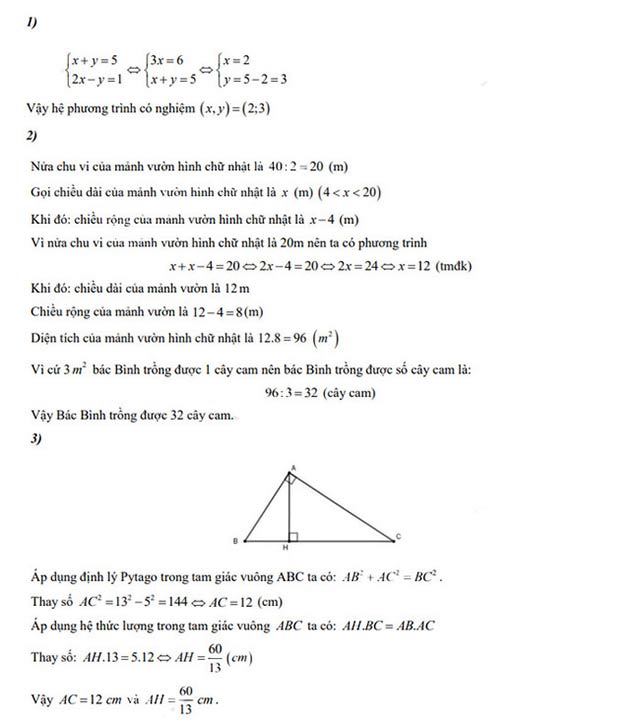 1)
{x + y = 5
2x − y = 1 ⇔ {3x = 6
x + y = 5 ⇔ {x = 2
y = 5 − 2 = 3
Vậy hệ phương trình có nghiệm (x, y) = (2;3)
2)
Nửa chu vi của mảnh vườn hình chữ nhật là 40 : 2 = 20 (m)
Gọi chiều dài của mảnh vườn hình chữ nhật là x (m) (4 < x < 20)
Khi đó: chiều rộng của mảnh vườn hình chữ nhật là x − 4 (m)
Vì nửa chu vi của mảnh vườn hình chữ nhật là 20m nên ta có phương trình
x + x − 4 = 20 ⇔ 2x − 4 = 20 ⇔ 2x = 24 ⇔ x = 12 (tmđk)
Khi đó: chiều dài của mảnh vườn là 12 m
Chiều rộng của mảnh vườn là 12 − 4 = 8(m)
Diện tích của mảnh vườn hình chữ nhật là 12.8 = 96 (m²)
Vì cứ 3 m² bác Bình trồng được 1 cây cam nên bác Bình trồng được số cây cam là:
96 : 3 = 32 (cây cam)
Vậy Bác Bình trồng được 32 cây cam.
3)
A
B
H
C
Áp dụng định lý Pytago trong tam giác vuông ABC ta có: AB² + AC² = BC².
Thay số AC² = 13² − 5² = 144 ⇔ AC = 12 (cm)
Áp dụng hệ thức lượng trong tam giác vuông ABC ta có: AH.BC = AB.AC
Thay số: AH.13 = 5.12 ⇔ AH = 60/13 (cm)
Vậy AC = 12 cm và AH = 60/13 cm.